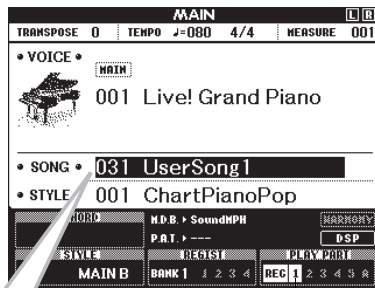 MAIN L R
TRANSPOSE 0 TEMPO ♩=080 4/4 MEASURE 001
• VOICE •
MAIN
001 Live! Grand Piano
• SONG • 031 UserSong1
• STYLE 001 ChartPianoPop
M.D.B. ▸ SoundMPH HARMONY
P.A.T. ▸ --- DSP
STYLE REGIST PLAY PART
MAIN B BANK 1 1 2 3 4 REC 1 2 3 4 5 A